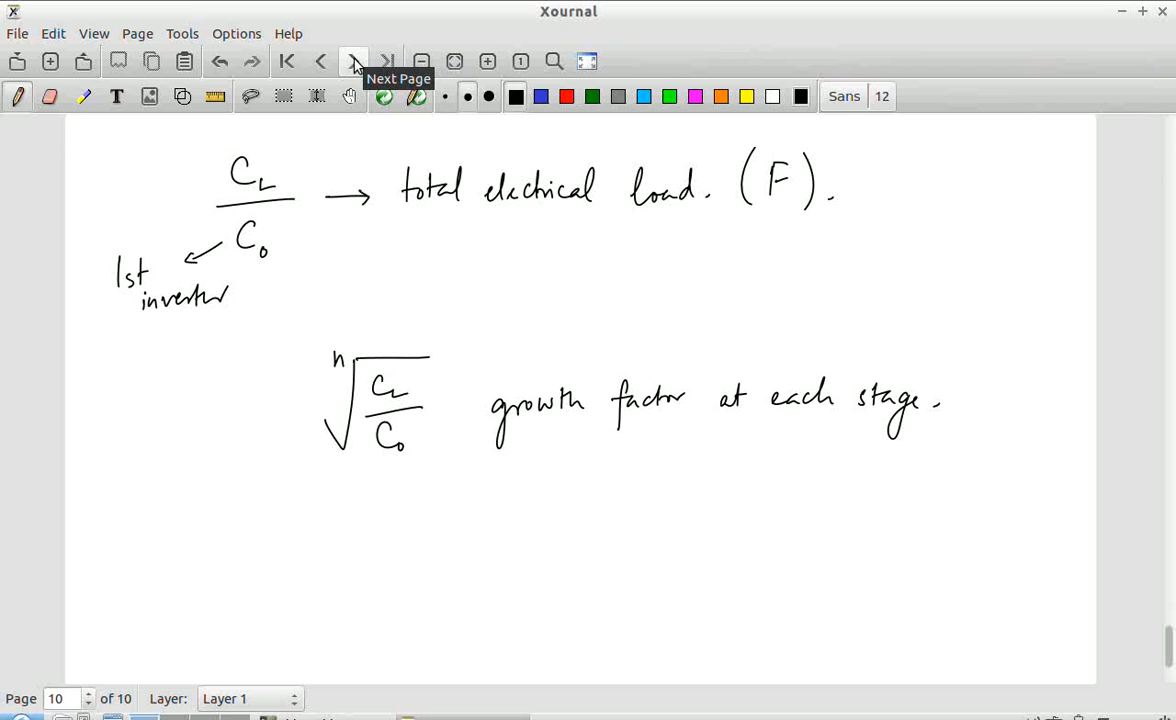 Xournal
File Edit View Page Tools Options Help
Next Page
Sans 12
C_L / C_0 → total electrical load. (F).
1st
inverter
n√(C_L / C_0) growth factor at each stage.
Page 10 of 10 Layer: Layer 1